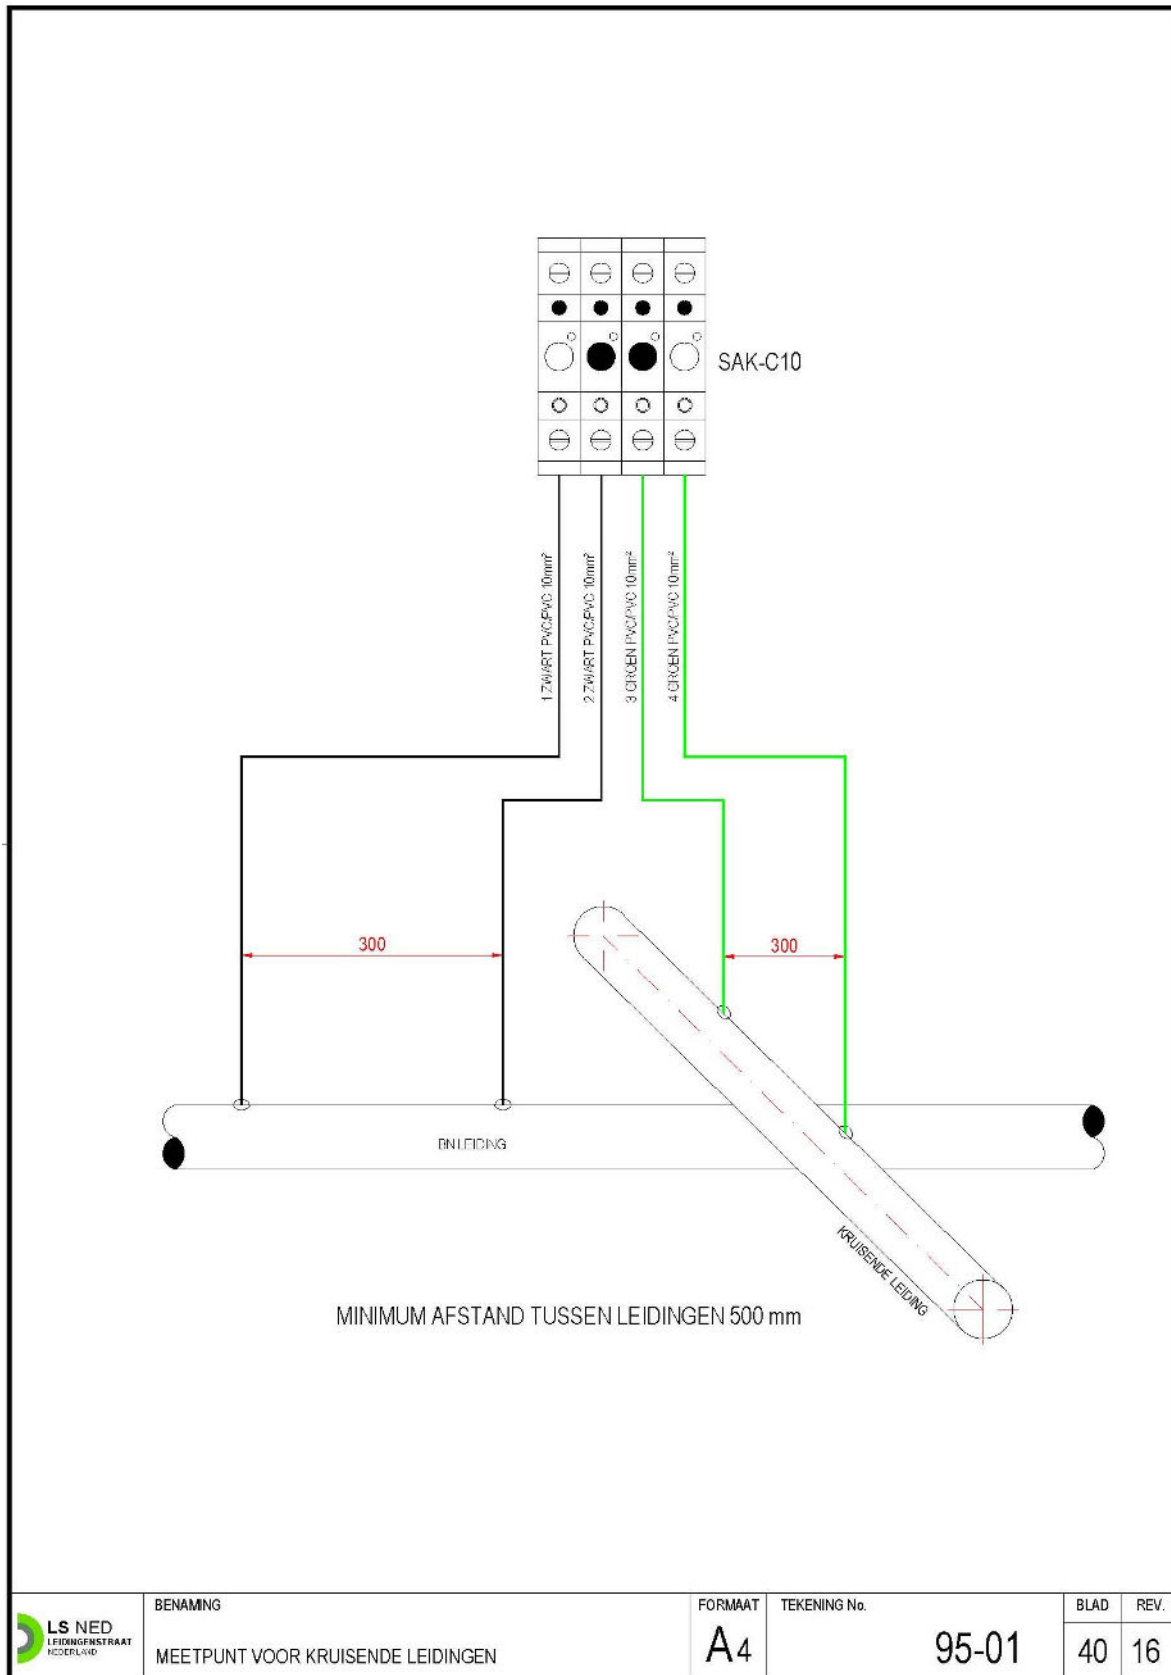 SAK-C10
1 ZWART PVC/PVC 10mm²
2 ZWART PVC/PVC 10mm²
3 GROEN PVC/PVC 10mm²
4 GROEN PVC/PVC 10mm²
300
300
BN LEIDING
KRUISENDE LEIDING
MINIMUM AFSTAND TUSSEN LEIDINGEN 500 mm
LS NED
LEIDINGENSTRAAT
NEDERLAND
BENAMING
MEETPUNT VOOR KRUISENDE LEIDINGEN
FORMAAT
A4
TEKENING No.
95-01
BLAD
40
REV.
16